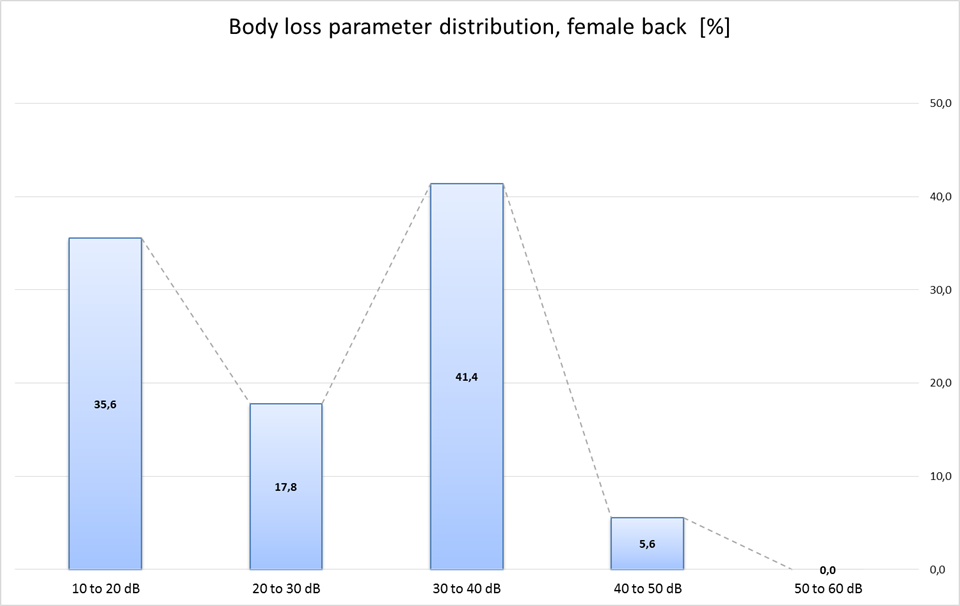 Body loss parameter distribution, female back [%]
50,0
40,0
30,0
20,0
10,0
0,0
35,6
17,8
41,4
5,6
0,0
10 to 20 dB
20 to 30 dB
30 to 40 dB
40 to 50 dB
50 to 60 dB